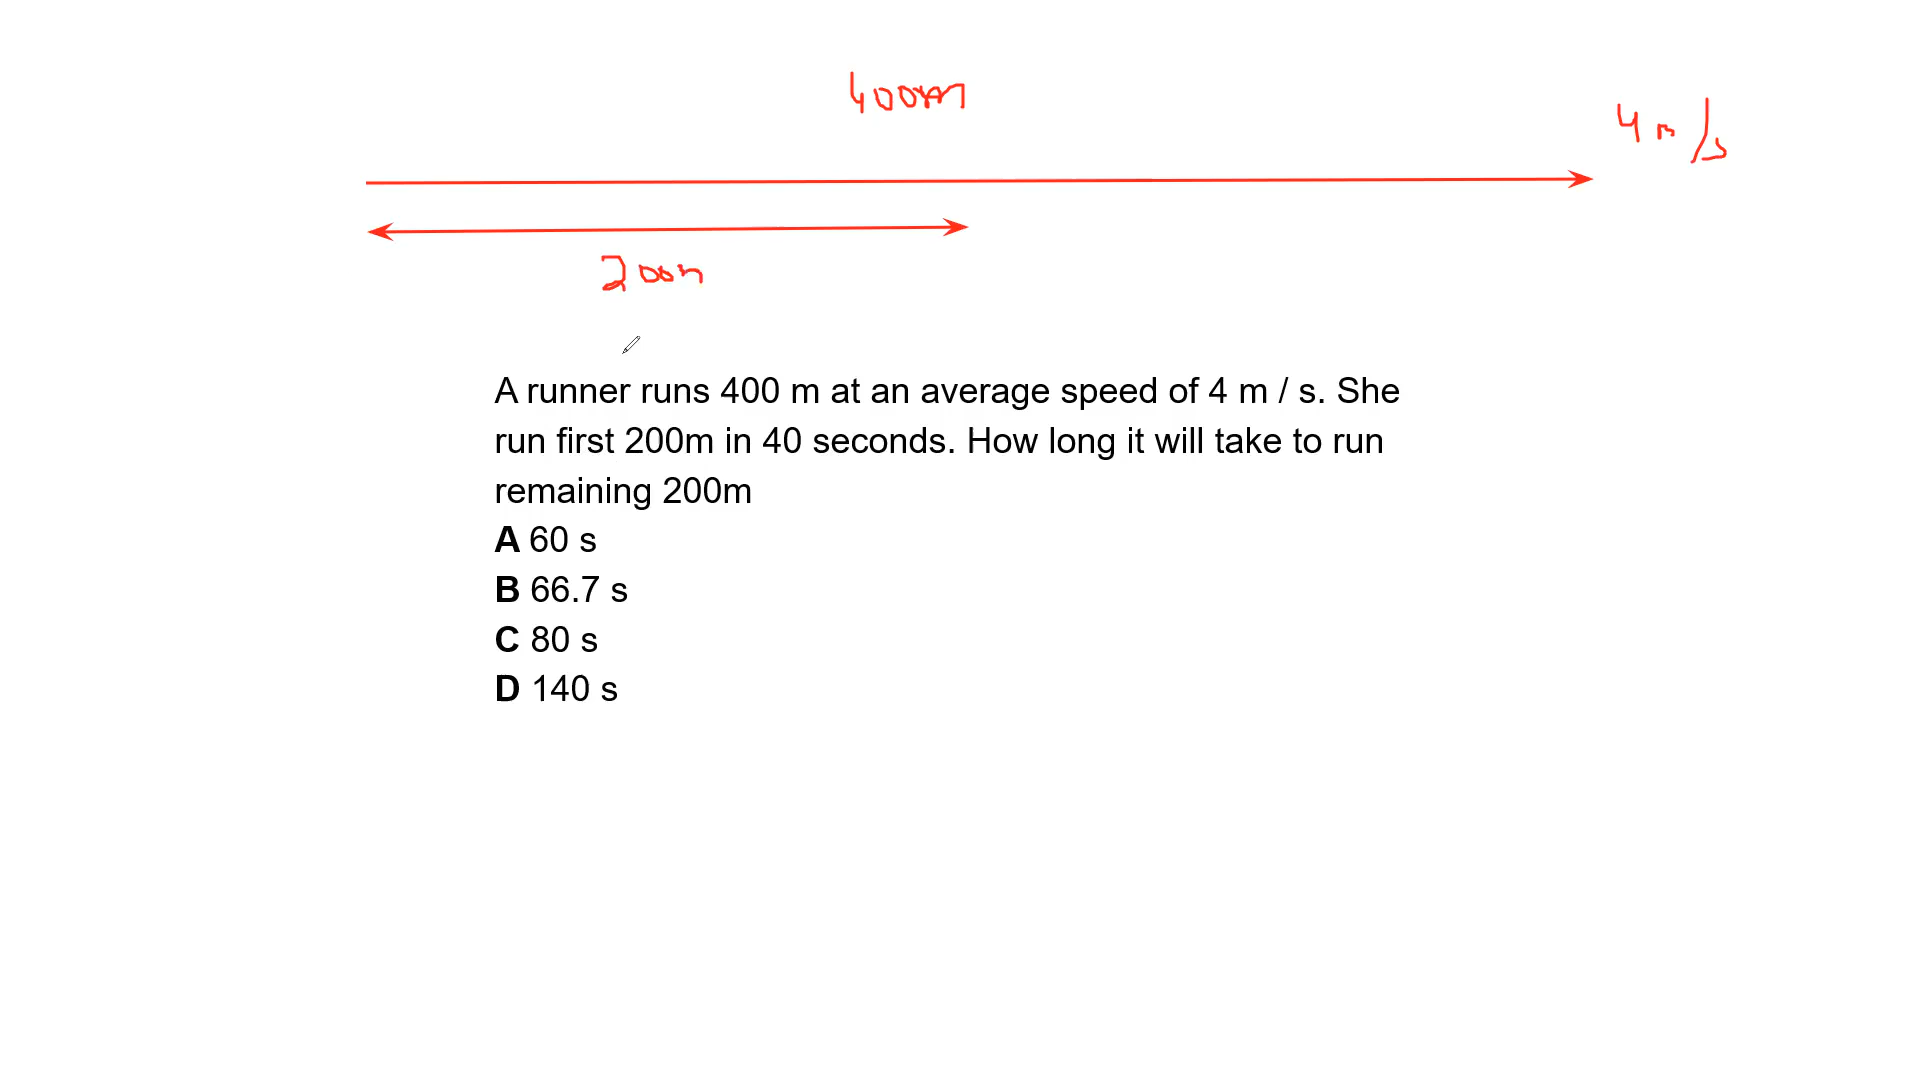 400m
4 m/s
200m
A runner runs 400 m at an average speed of 4 m / s. She
run first 200m in 40 seconds. How long it will take to run
remaining 200m
A 60 s
B 66.7 s
C 80 s
D 140 s